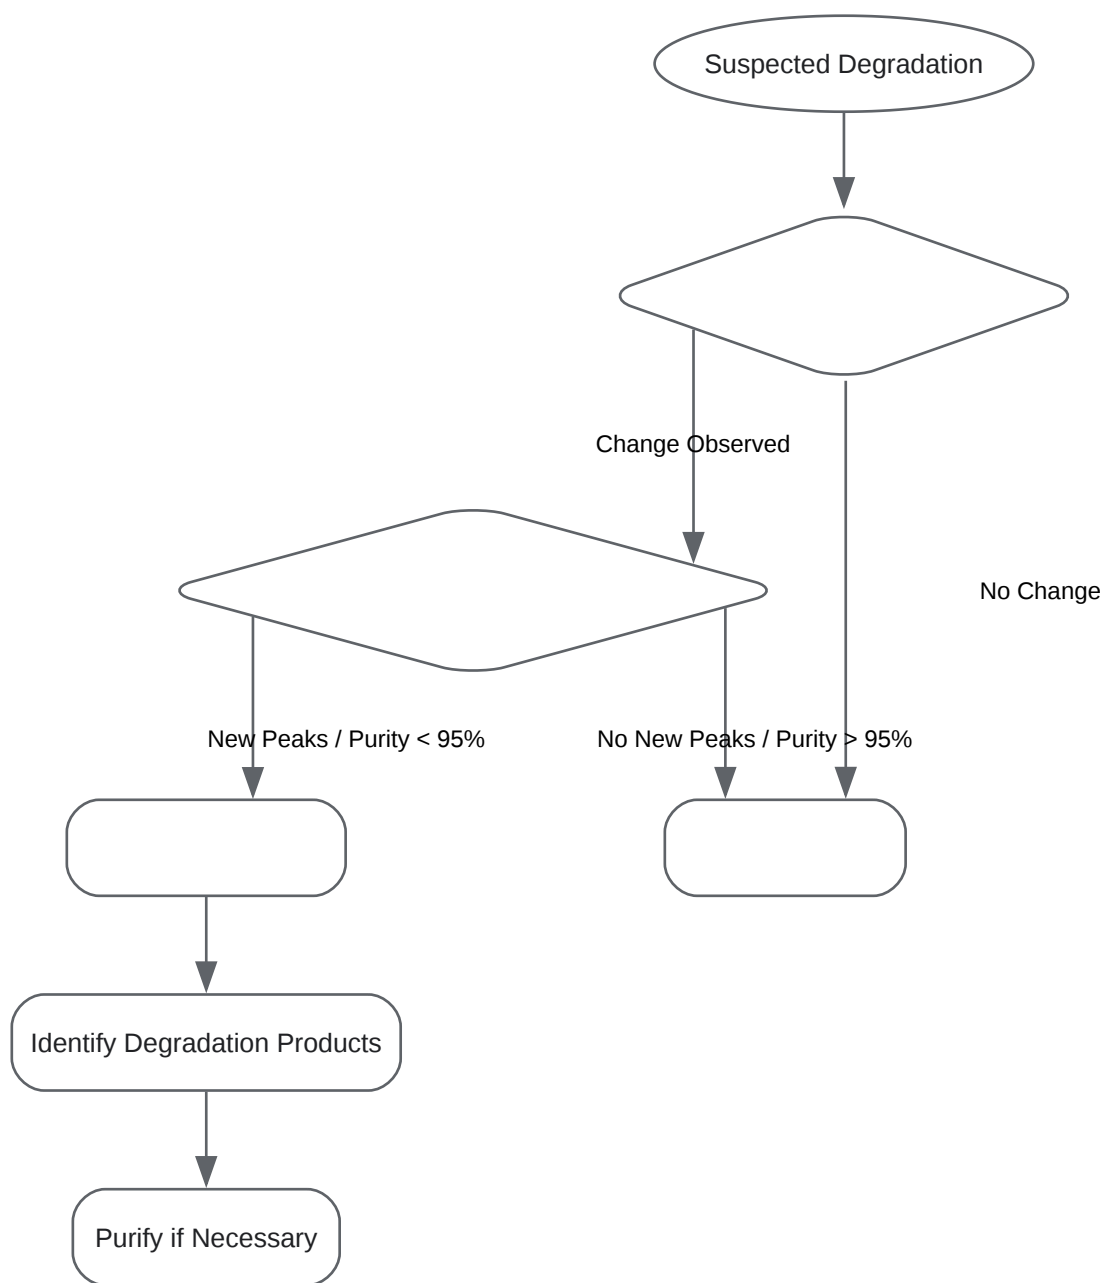 Suspected Degradation
Change Observed
No Change
New Peaks / Purity < 95%
No New Peaks / Purity > 95%
Identify Degradation Products
Purify if Necessary